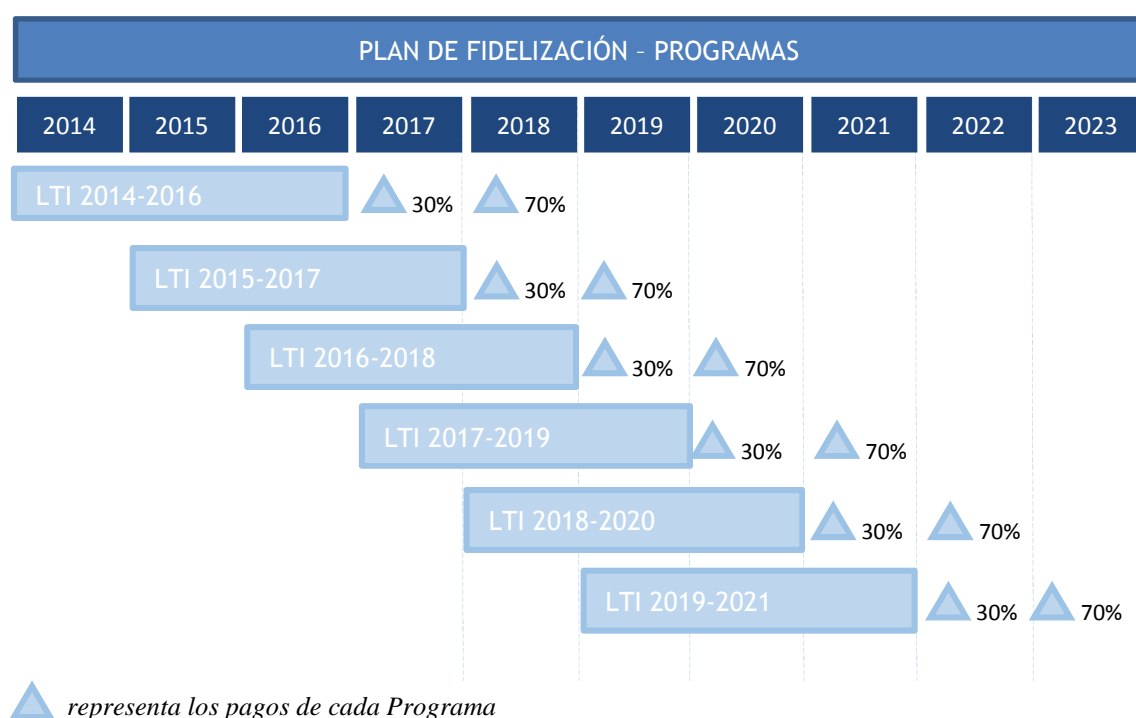 PLAN DE FIDELIZACIÓN – PROGRAMAS
2014 2015 2016 2017 2018 2019 2020 2021 2022 2023
LTI 2014-2016 30% 70%
LTI 2015-2017 30% 70%
LTI 2016-2018 30% 70%
LTI 2017-2019 30% 70%
LTI 2018-2020 30% 70%
LTI 2019-2021 30% 70%
representa los pagos de cada Programa